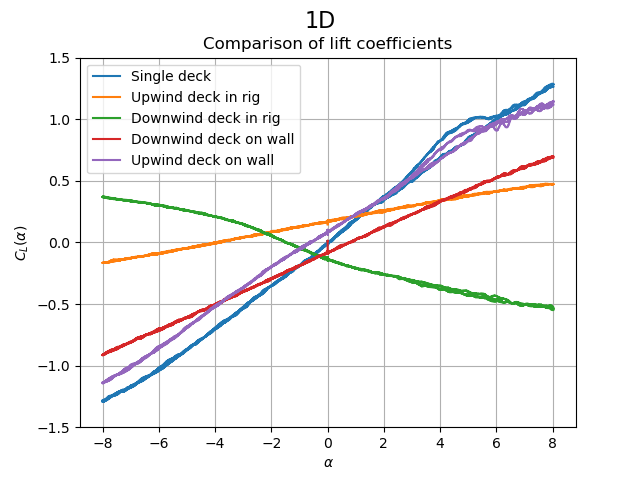 1D
Comparison of lift coefficients
Single deck
Upwind deck in rig
Downwind deck in rig
Downwind deck on wall
Upwind deck on wall
1.5
1.0
0.5
0.0
−0.5
−1.0
−1.5
C_L(α)
−8 −6 −4 −2 0 2 4 6 8
α